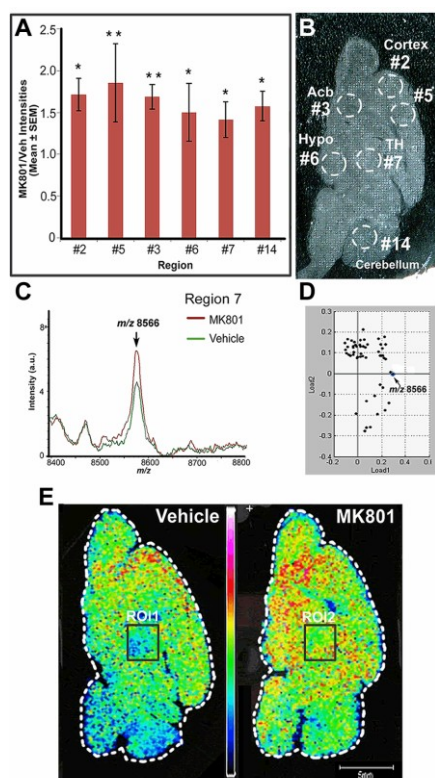 A
MK801/Veh Intensities
(Mean ± SEM)
2.5
2.0
1.5
1.0
0.5
0
*
**
**
*
*
*
#2
#5
#3
#6
#7
#14
Region
B
Cortex
#2
#5
Acb
#3
Hypo
#6
TH
#7
#14
Cerebellum
C
Region 7
m/z 8566
MK801
Vehicle
Intensity (a.u.)
8
4
0
8400
8500
8600
8700
8800
m/z
D
Load2
0.3
0.2
0.1
0
-0.1
-0.2
-0.3
-0.4
m/z 8566
-0.2
0
0.2
0.4
0.6
Load1
E
Vehicle
MK801
ROI1
ROI2
5mm